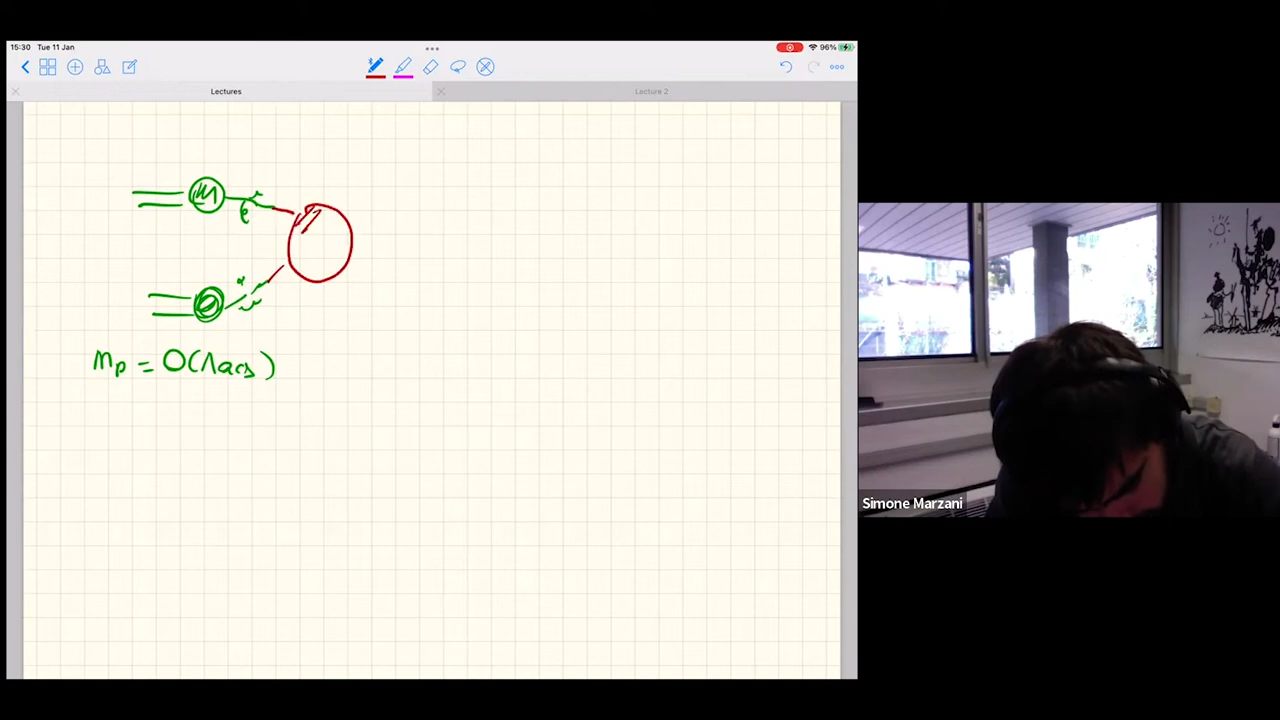 15:30 Tue 11 Jan
96%
Lectures
Lecture 2
m_p = O(Λ_QCD)
Simone Marzani